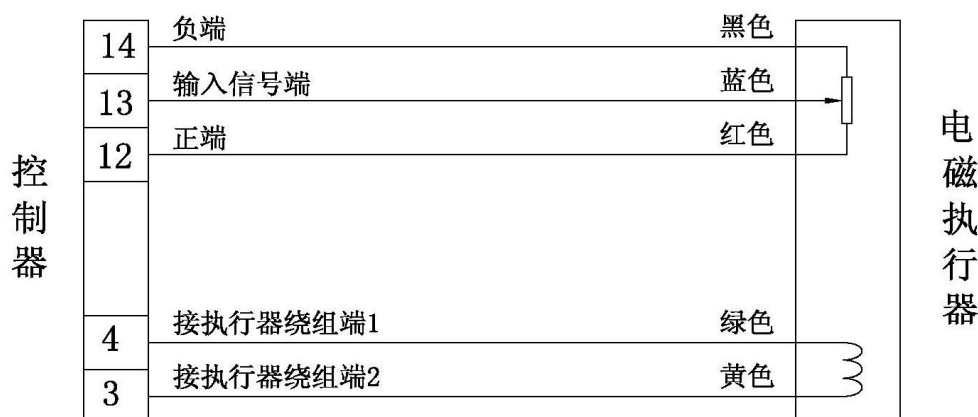 14 负端 黑色
13 输入信号端 蓝色
12 正端 红色
控制器
电磁执行器
4 接执行器绕组端1 绿色
3 接执行器绕组端2 黄色